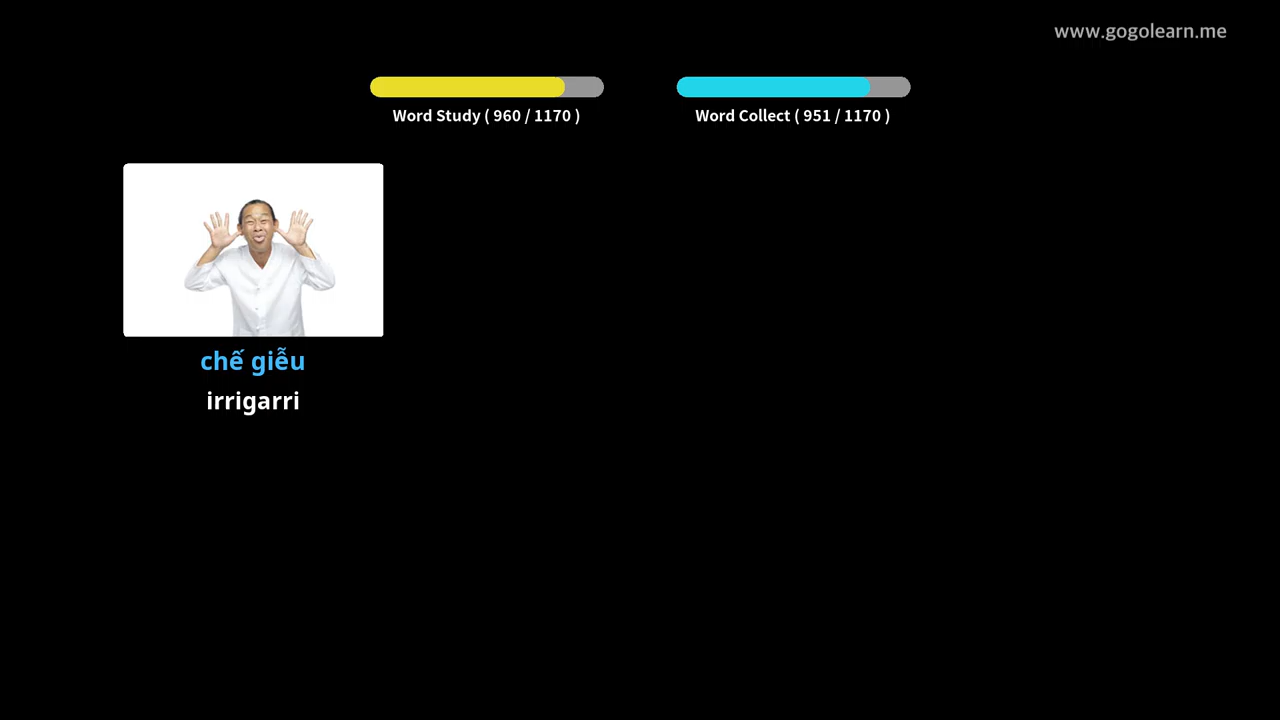 www.gogolearn.me
Word Study ( 960 / 1170 )
Word Collect ( 951 / 1170 )
chế giễu
irrigarri